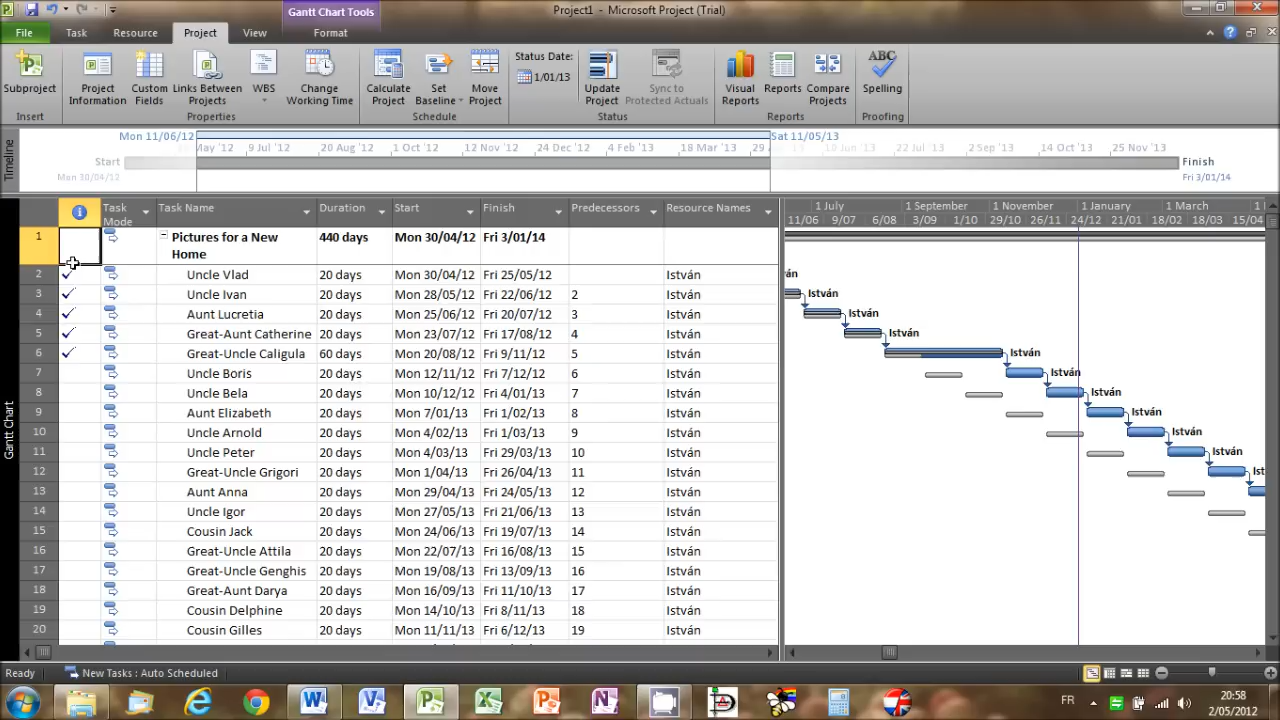 Gantt Chart Tools
Project1 - Microsoft Project (Trial)
File Task Resource Project View Format
Subproject
Project Information
Custom Fields
Links Between Projects
WBS
Change Working Time
Calculate Project
Set Baseline
Move Project
Status Date:
1/01/13
Update Project
Sync to Protected Actuals
Visual Reports
Reports
Compare Projects
ABC
Spelling
Insert Properties Schedule Status Reports Proofing
Timeline
Mon 11/06/12 Sat 11/05/13
May '12 9 Jul '12 20 Aug '12 1 Oct '12 12 Nov '12 24 Dec '12 4 Feb '13 18 Mar '13 29 10 Jun '13 22 Jul '13 2 Sep '13 14 Oct '13 25 Nov '13
Start Finish
Mon 30/04/12 Fri 3/01/14
Task Mode Task Name Duration Start Finish Predecessors Resource Names
1 July 1 September 1 November 1 January 1 March
11/06 9/07 6/08 3/09 1/10 29/10 26/11 24/12 21/01 18/02 18/03 15/04
1 Pictures for a New Home 440 days Mon 30/04/12 Fri 3/01/14
2 Uncle Vlad 20 days Mon 30/04/12 Fri 25/05/12 István
3 Uncle Ivan 20 days Mon 28/05/12 Fri 22/06/12 2 István István
4 Aunt Lucretia 20 days Mon 25/06/12 Fri 20/07/12 3 István István
5 Great-Aunt Catherine 20 days Mon 23/07/12 Fri 17/08/12 4 István István
6 Great-Uncle Caligula 60 days Mon 20/08/12 Fri 9/11/12 5 István István
7 Uncle Boris 20 days Mon 12/11/12 Fri 7/12/12 6 István István
8 Uncle Bela 20 days Mon 10/12/12 Fri 4/01/13 7 István István
9 Aunt Elizabeth 20 days Mon 7/01/13 Fri 1/02/13 8 István István
10 Uncle Arnold 20 days Mon 4/02/13 Fri 1/03/13 9 István István
11 Uncle Peter 20 days Mon 4/03/13 Fri 29/03/13 10 István István
12 Great-Uncle Grigori 20 days Mon 1/04/13 Fri 26/04/13 11 István
13 Aunt Anna 20 days Mon 29/04/13 Fri 24/05/13 12 István
14 Uncle Igor 20 days Mon 27/05/13 Fri 21/06/13 13 István
15 Cousin Jack 20 days Mon 24/06/13 Fri 19/07/13 14 István
16 Great-Uncle Attila 20 days Mon 22/07/13 Fri 16/08/13 15 István
17 Great-Uncle Genghis 20 days Mon 19/08/13 Fri 13/09/13 16 István
18 Great-Aunt Darya 20 days Mon 16/09/13 Fri 11/10/13 17 István
19 Cousin Delphine 20 days Mon 14/10/13 Fri 8/11/13 18 István
20 Cousin Gilles 20 days Mon 11/11/13 Fri 6/12/13 19 István
Gantt Chart
Ready New Tasks : Auto Scheduled
FR
20:58
2/05/2012